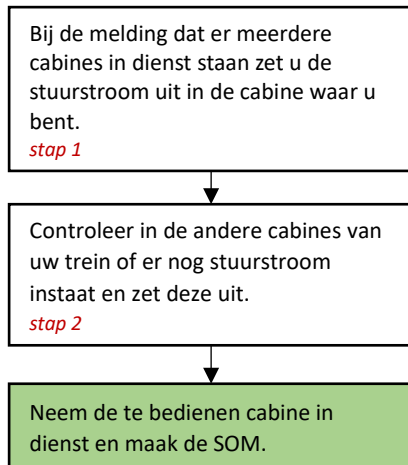 Bij de melding dat er meerdere
cabines in dienst staan zet u de
stuurstroom uit in de cabine waar u
bent.
stap 1
Controleer in de andere cabines van
uw trein of er nog stuurstroom
instaat en zet deze uit.
stap 2
Neem de te bedienen cabine in
dienst en maak de SOM.